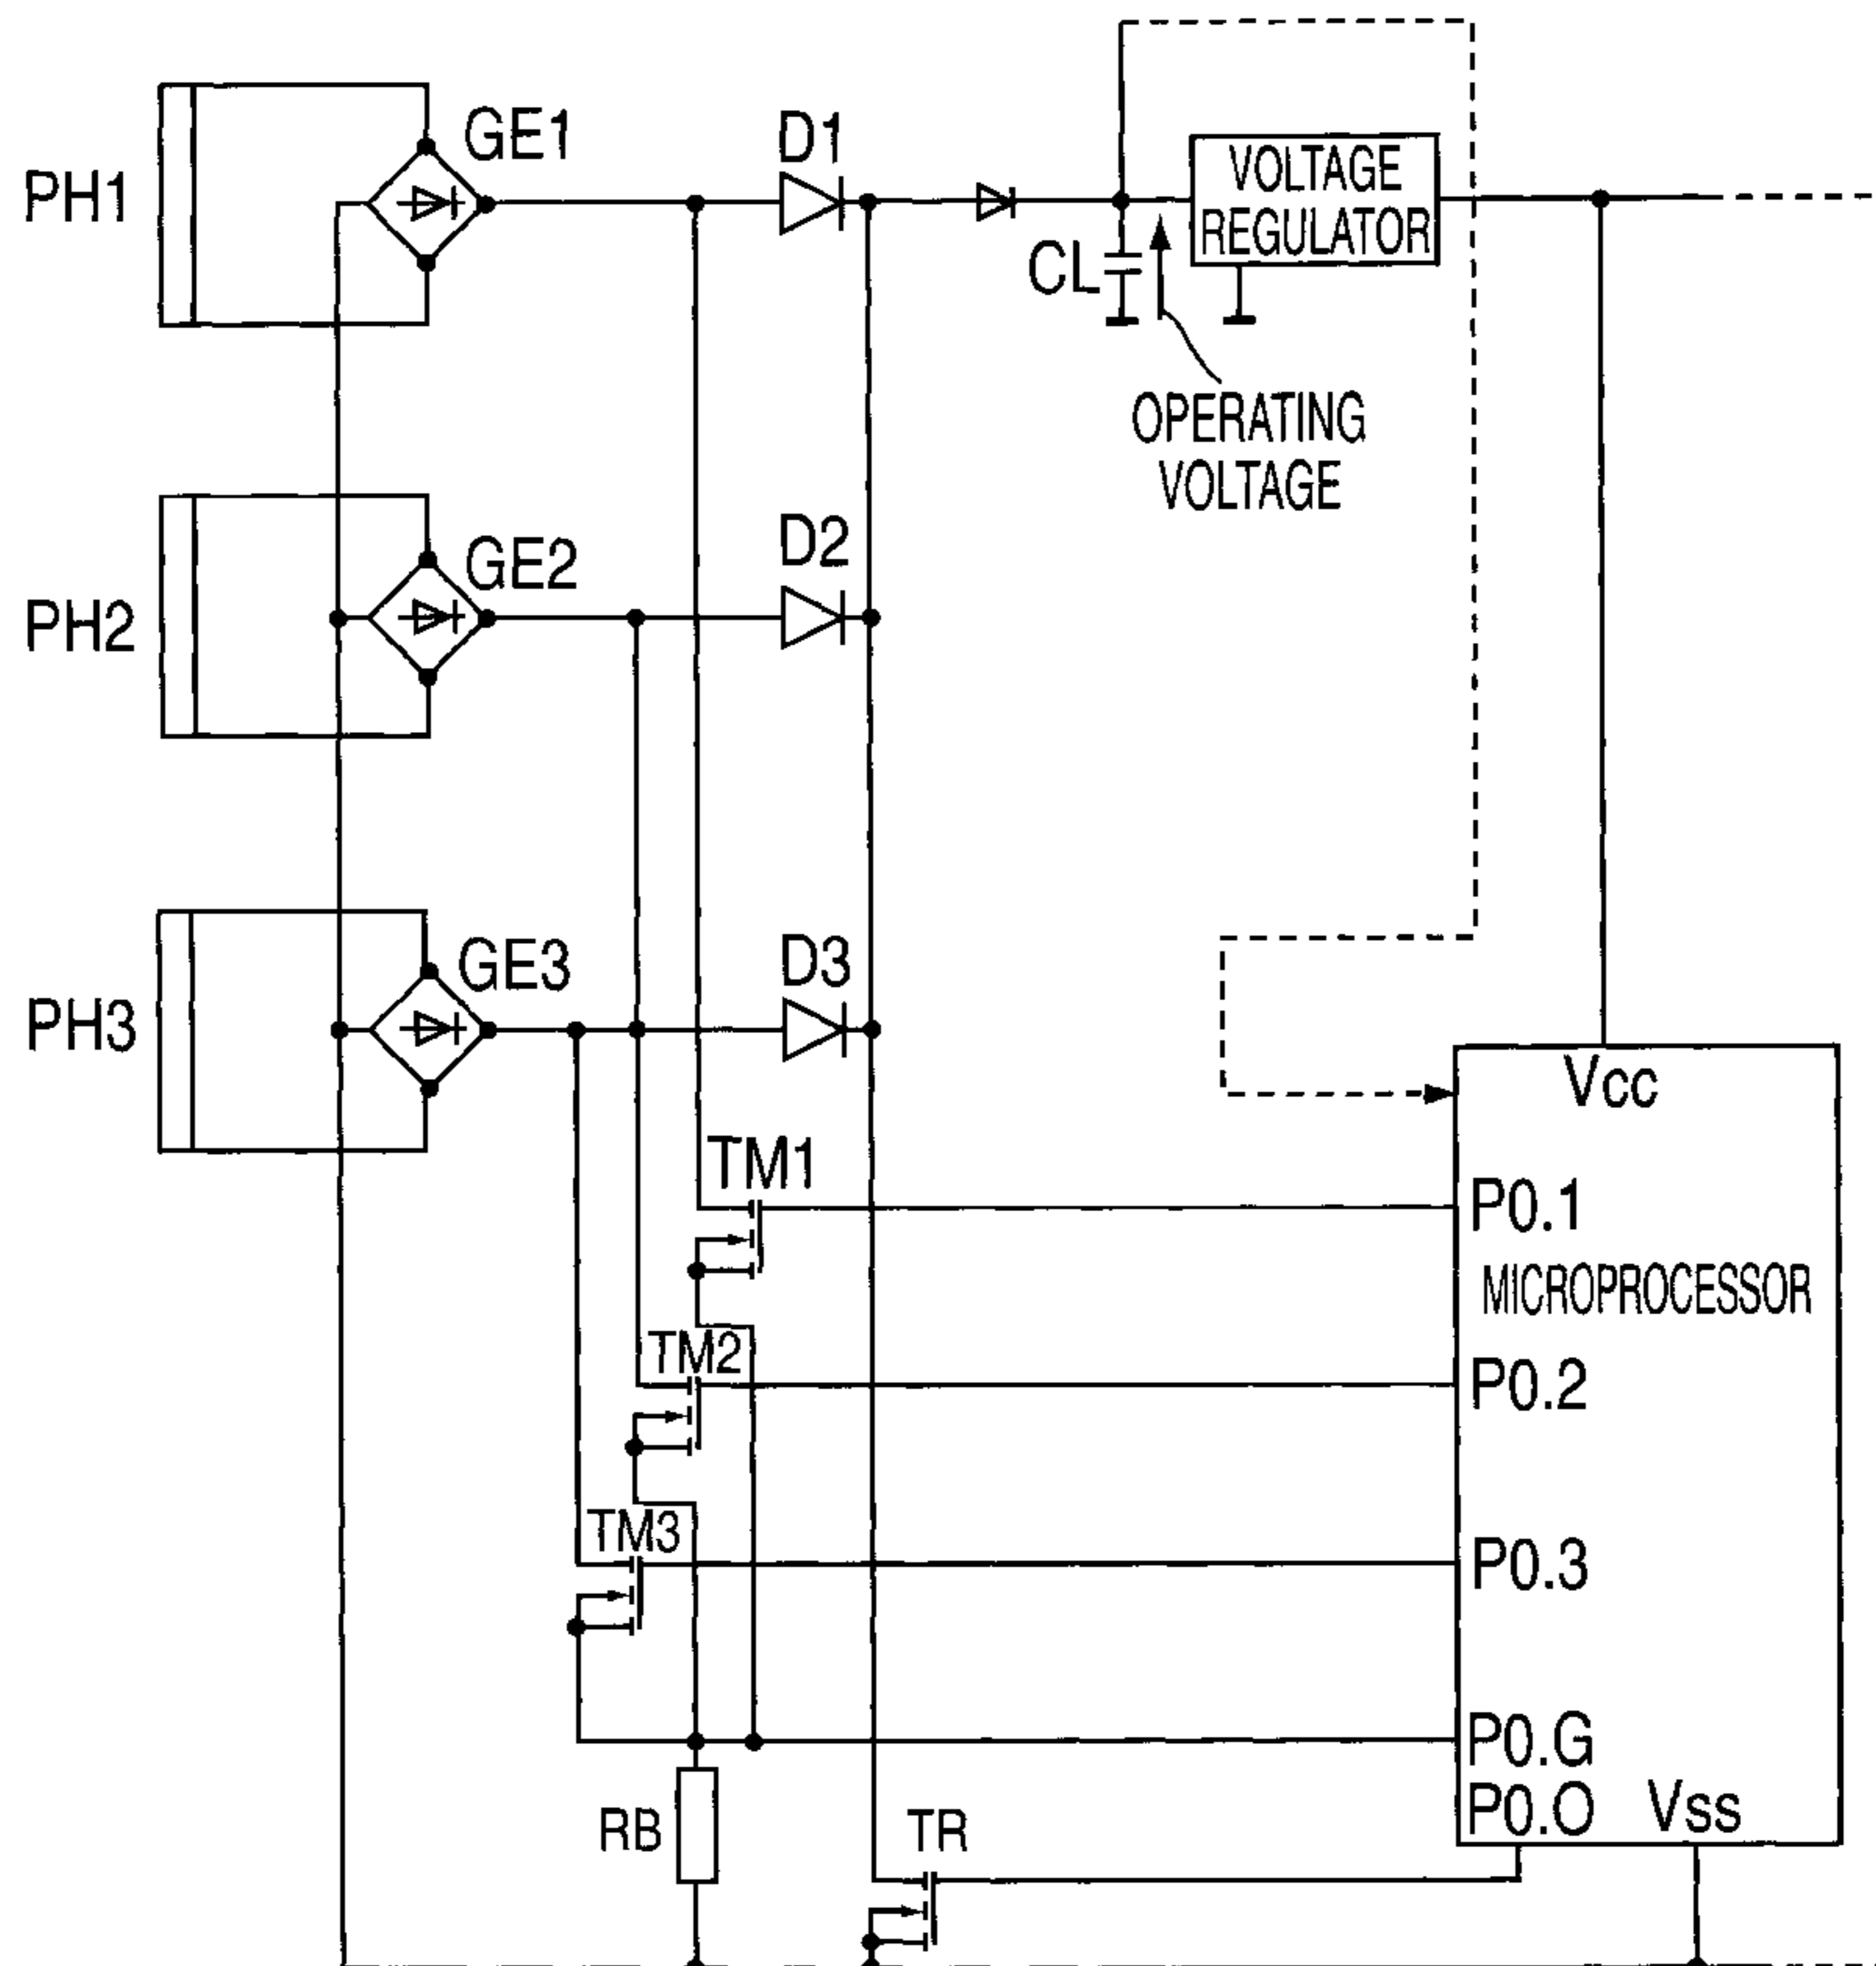 PH1
GE1
D1
VOLTAGE
REGULATOR
CL
OPERATING
VOLTAGE
PH2
GE2
D2
PH3
GE3
D3
Vcc
TM1
P0.1
MICROPROCESSOR
TM2
P0.2
TM3
P0.3
P0.G
RB
TR
P0.O
Vss